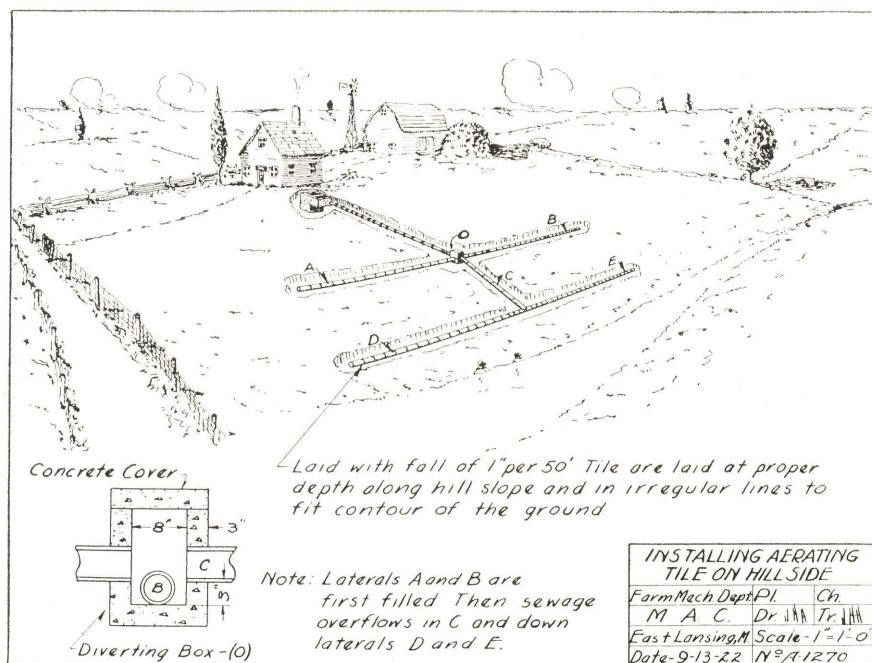 O
B
A
C
E
D
Laid with fall of 1" per 50' Tile are laid at proper
depth along hill slope and in irregular lines to
fit contour of the ground
Concrete Cover
8"
3"
C
B
3"
Diverting Box-(O)
Note: Laterals A and B are
first filled Then sewage
overflows in C and down
laterals D and E.
INSTALLING AERATING
TILE ON HILLSIDE
Farm Mech Dept Pl. Ch.
M A C. Dr. Tr.
East Lansing, M. Scale-1"=1'-0"
Date-9-13-22 Nº A-1270